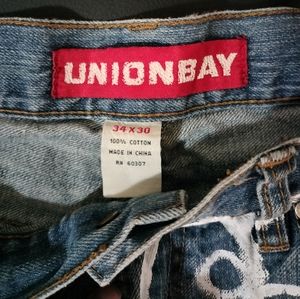 UNIONBAY
34 X 30
100% COTTON
MADE IN CHINA
RN 60307